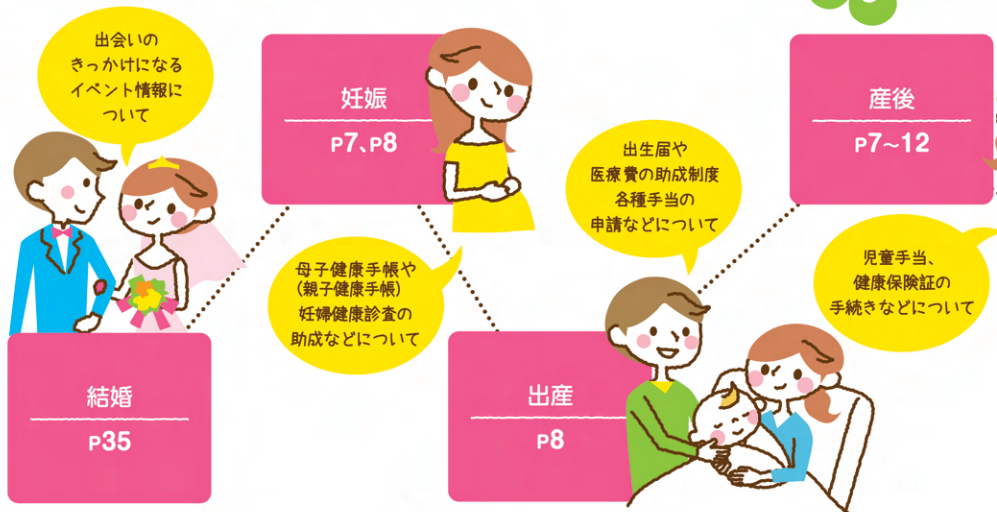 出会いの
きっかけになる
イベント情報に
ついて
結婚
P35
妊娠
P7、P8
母子健康手帳や
(親子健康手帳)
妊婦健康診査の
助成などについて
出産
P8
出生届や
医療費の助成制度
各種手当の
申請などについて
産後
P7~12
児童手当、
健康保険証の
手続きなどについて